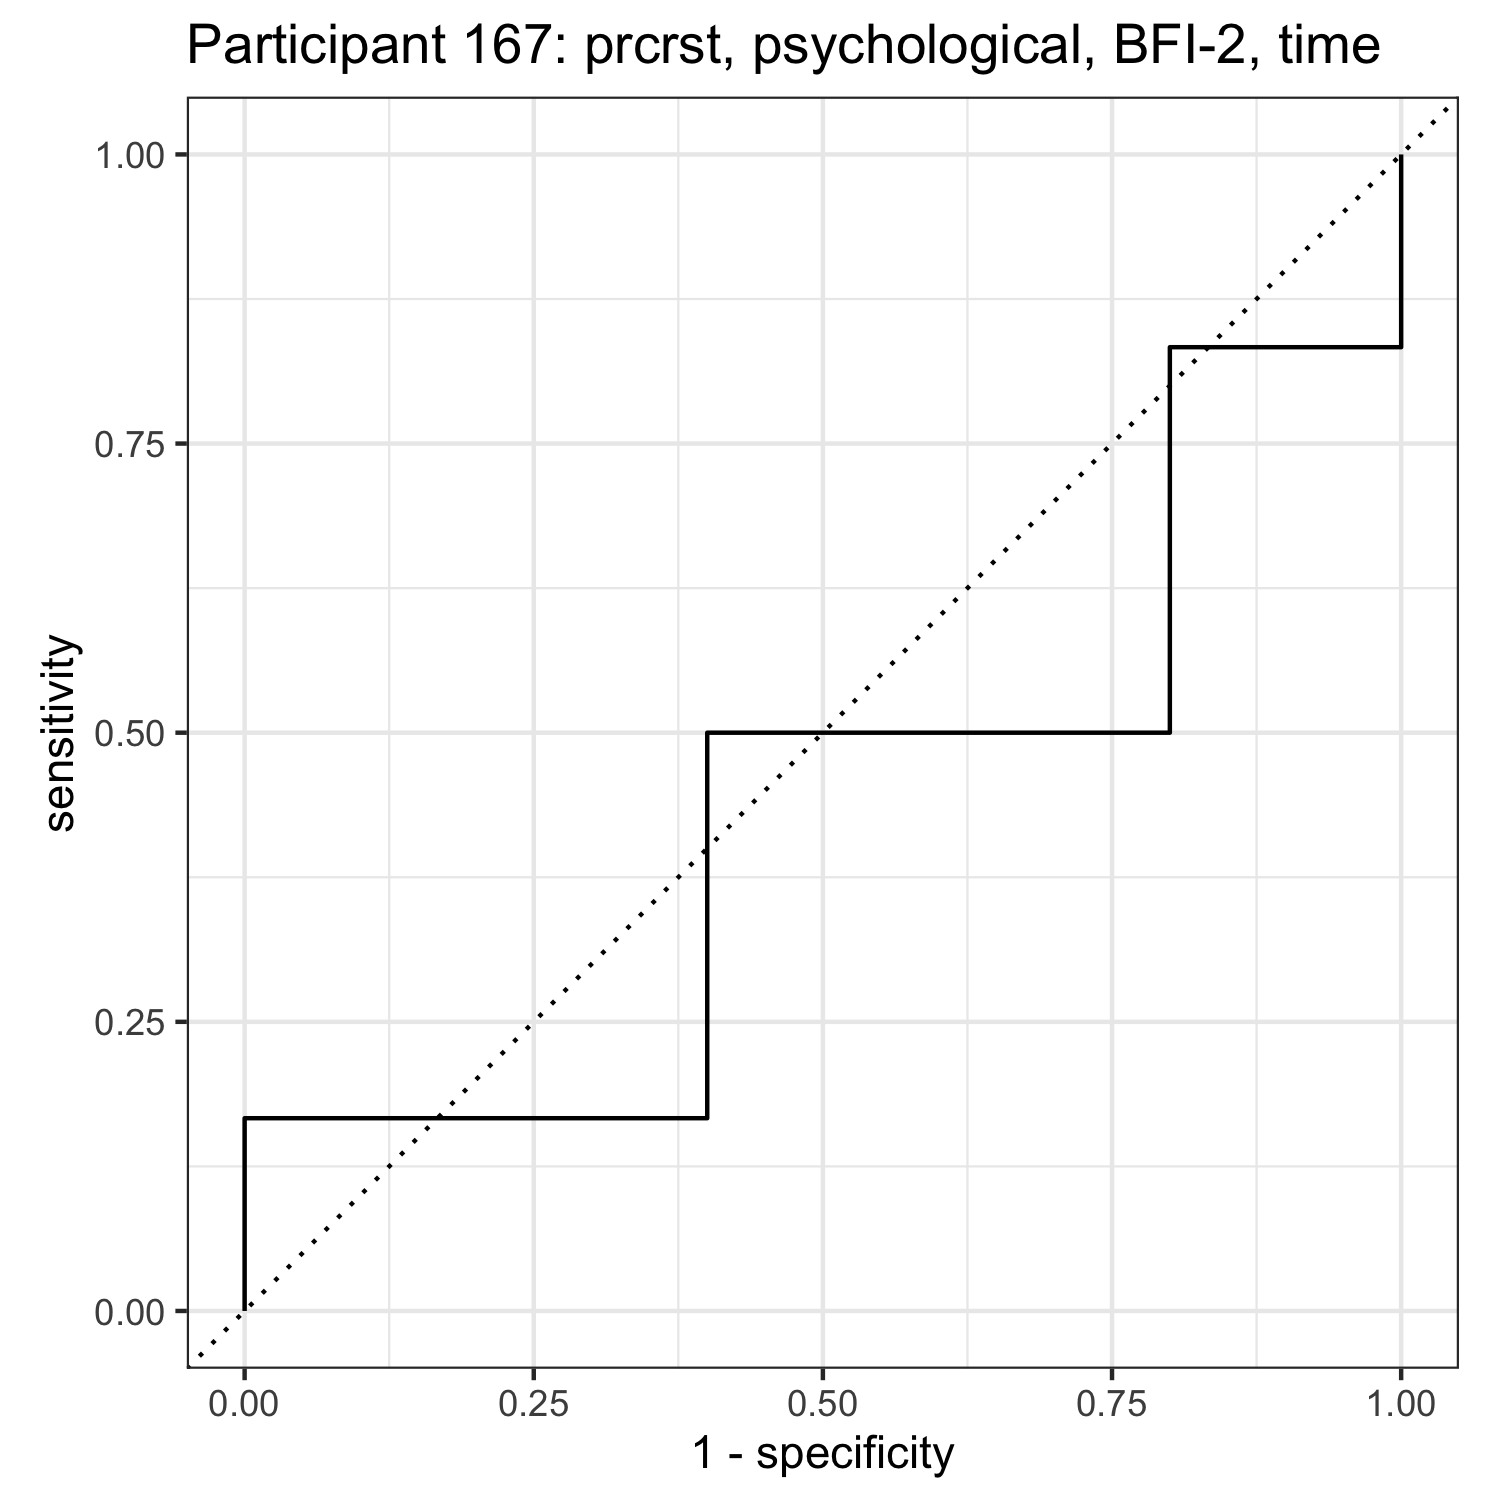 Participant 167: prcrst, psychological, BFI-2, time
1.00
0.75
0.50
0.25
0.00
sensitivity
0.00 0.25 0.50 0.75 1.00
1 - specificity